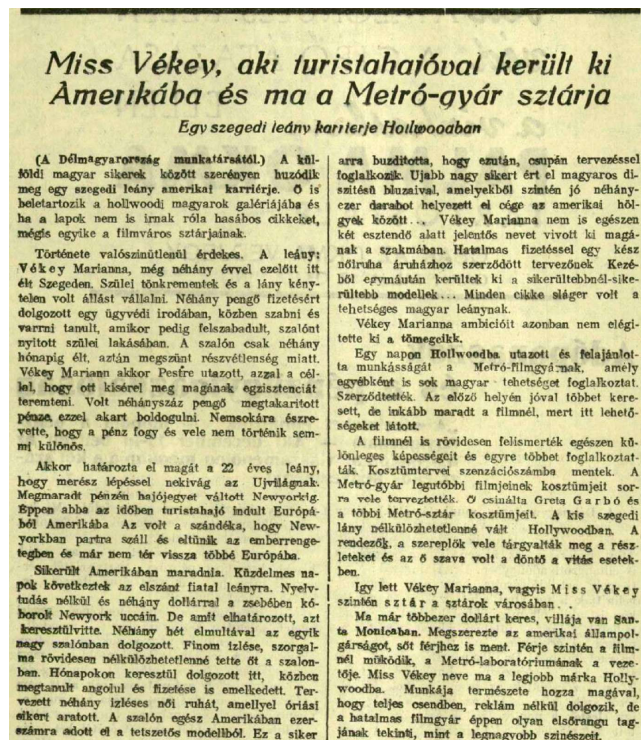 Miss Vékey, aki turistahajóval került ki
Amerikába és ma a Metró-gyár sztárja
Egy szegedi leány karrierje Hollwooaban
(A Délmagyarország munkatársától.) A kül-
földi magyar sikerek között szerényen huzódik
meg egy szegedi leány amerikai karriérje. Ő is
beletartozik a hollwoodi magyarok galériájába és
ha a lapok nem is irnak róla hasábos cikkeket,
mégis egyike a filmváros sztárjainak.
Története valószinütlenül érdekes. A leány:
Vékey Marianna, még néhány évvel ezelőtt itt
élt Szegeden. Szülei tönkrementek és a lány kény-
telen volt állást vállalni. Néhány pengő fizetésért
dolgozott egy ügyvédi irodában, közben szabni és
varrni tanult, amikor pedig felszabadult, szalónt
nyitott szülei lakásában. A szalón csak néhány
hónapig élt, aztán megszünt részvétlenség miatt.
Vékey Mariann akkor Pestre utazott, azzal a cél-
lal, hogy ott kisérel meg magának egzisztenciát
teremteni. Volt néhányszáz pengő megtakaritott
pénze, ezzel akart boldogulni. Nemsokára észre-
vette, hogy a pénz fogy és vele nem történik sem-
mi különös.
Akkor határozta el magát a 22 éves leány,
hogy merész lépéssel nekivág az Ujvilágnak.
Megmaradt pénzén hajójegyet váltott Newyorkig.
Éppen abba az időben turistahajó indult Európá-
ból Amerikába Az volt a szándéka, hogy New-
yorkban partra száll és eltünik az emberrenge-
tegben és már nem tér vissza többé Európába.
Sikerült Amerikában maradnia. Küzdelmes na-
pok következtek az elszánt fiatal leányra. Nyelv-
tudás nélkül és néhány dollárral a zsebében kó-
borolt Newyork uccáin. De amit elhatározott, azt
keresztülvitte. Néhány hét elmultával az egyik
nagy szalonban dolgozott. Finom izlése, szorgal-
ma rövidesen nélkülözhetetlenné tette őt a szalon-
ban. Hónapokon keresztül dolgozott itt, közben
megtanult angolul és fizetése is emelkedett. Ter-
vezett néhány izléses női ruhát, amellyel óriási
sikert aratott. A szalón egész Amerikában ezer-
számra adott el a tetszetős modellból. Ez a siker
arra buzditotta, hogy ezután, csupán tervezéssel
foglalkozik. Ujabb nagy sikert ért el magyaros di-
szitésü bluzaival, amelyekből szintén jó néhány-
ezer darabot helyezett el cége az amerikai höl-
gyek között... Vékey Marianna nem is egészen
két esztendő alatt jelentős nevet vivott ki magá-
nak a szakmában. Hatalmas fizetéssel egy kész
nőiruha áruházhoz szerződött tervezőnek Kezé-
ből egymáután kerültek ki a sikerültebbnél-sike-
rültebb modellek... Minden cikke sláger volt a
tehetséges magyar leánynak.
Vékey Marianna ambicióit azonban nem elégi-
tette ki a tömegcikk.
Egy napon Hollwoodba utazott és felajánlot-
ta munkásságát a Metró-filmgyárnak, amely
egyébként is sok magyar tehetséget foglalkoztat.
Szerződtették. Az előző helyén jóval többet kere-
sett, de inkább maradt a filmnél, mert itt lehető-
ségeket látott.
A filmnél is rövidesen felismerték egészen kü-
lönleges képességeit és egyre többet foglalkoztat-
ták. Kosztümtervei szenzációszámba mentek. A
Metró-gyár legutóbbi filmjeinek kosztümjeit sor-
ra vele terveztették. Ő csinálta Greta Garbó és
a többi Metró-sztár kosztümjeit. A kis szegedi
lány nélkülözhetetlenné vált Hollywoodban. A
rendezők, a szereplők vele tárgyalták meg a rész-
leteket és az ő szava volt a döntő a vitás esetek-
ben.
Igy lett Vékey Marianna, vagyis Miss Vékey
szintén sztár a sztárok városában . .
Ma már többezer dollárt keres, villája van San-
ta Monicában. Megszerezte az amerikai állampol-
gárságot, sőt férjhez is ment. Férje szintén a film-
nél müködik, a Metró-laboratóriumának a veze-
tője. Miss Vékey neve ma a legjobb márka Holly-
woodba. Munkája természete hozza magával,
hogy teljes csendben, reklám nélkül dolgozik, de
a hatalmas filmgyár éppen olyan elsőrangu tag-
jának tekinti, mint a legnagyobb szinészeit.